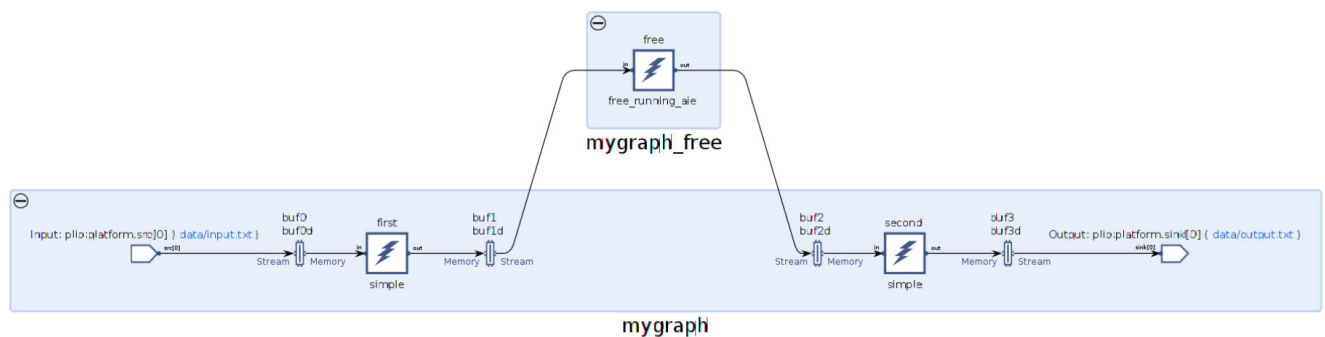 free
in
out
free_running_aie
mygraph_free
buf0
buf0d
first
buf1
buf1d
buf2
buf2d
second
buf3
buf3d
Input: plio:platform.src[0] { data/input.txt }
Output: plio:platform.sink[0] { data/output.txt }
src[0]
in
out
in
out
sink[0]
Stream
Memory
Memory
Stream
Stream
Memory
Memory
Stream
simple
simple
mygraph